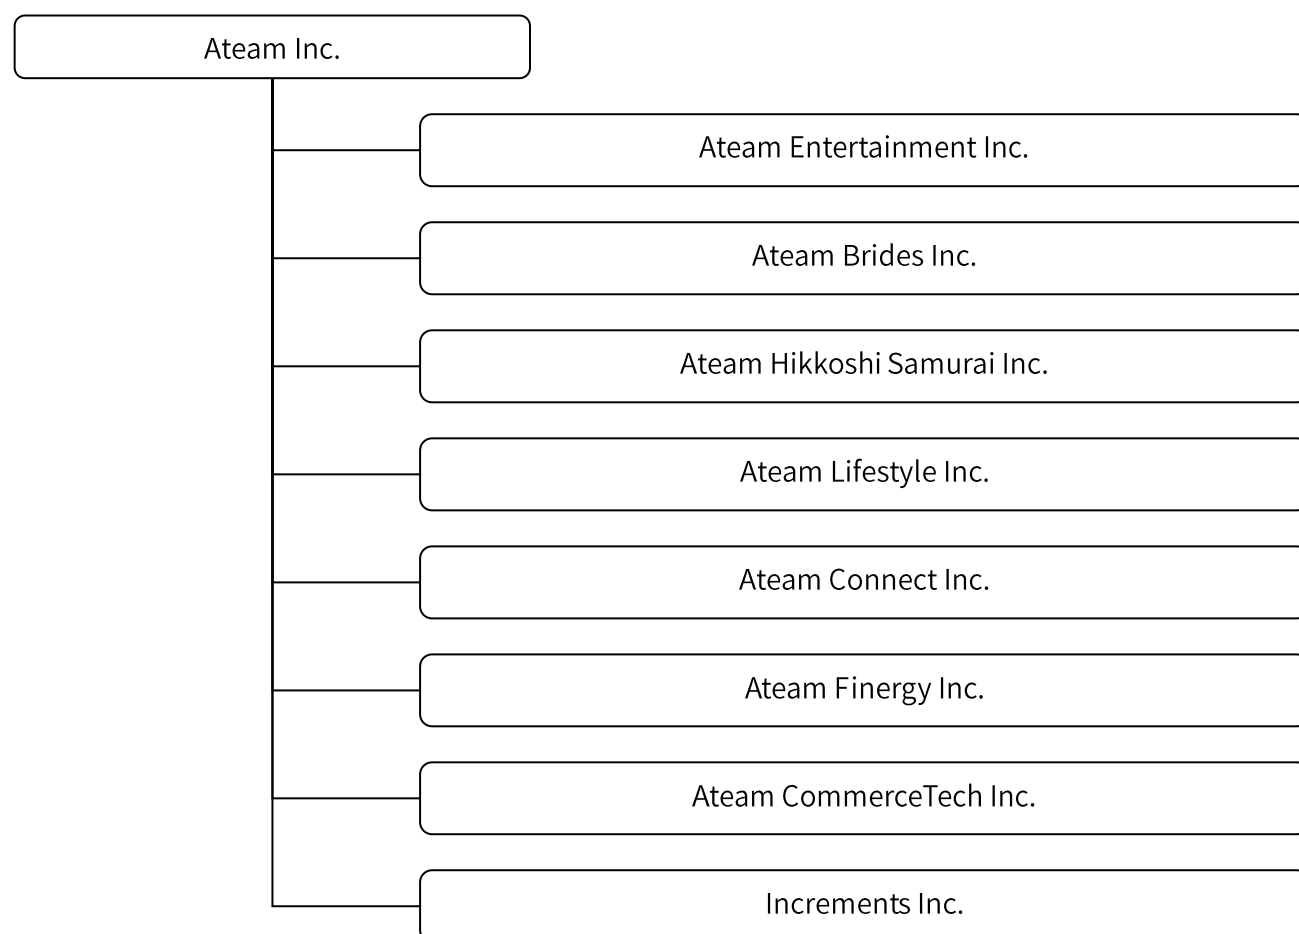 Ateam Inc.
Ateam Entertainment Inc.
Ateam Brides Inc.
Ateam Hikkoshi Samurai Inc.
Ateam Lifestyle Inc.
Ateam Connect Inc.
Ateam Finergy Inc.
Ateam CommerceTech Inc.
Increments Inc.